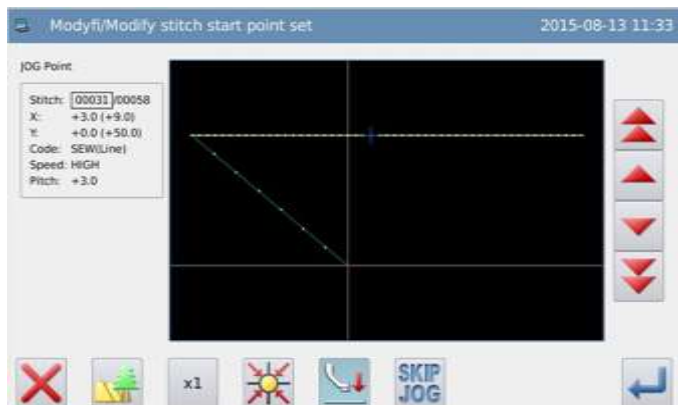 Modyfi/Modify stitch start point set
2015-08-13 11:33
JOG Point
Stitch: 00031/00058
X: +3.0 (+9.0)
Y: +0.0 (+50.0)
Code: SEW(Line)
Speed: HIGH
Pitch: +3.0
x1
SKIP
JOG